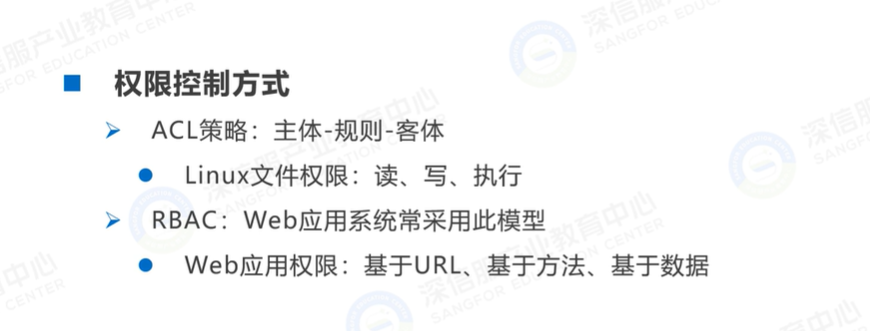 权限控制方式
ACL策略：主体-规则-客体
Linux文件权限：读、写、执行
RBAC：Web应用系统常采用此模型
Web应用权限：基于URL、基于方法、基于数据
深信服产业教育中心
SANGFOR EDUCATION CENTER